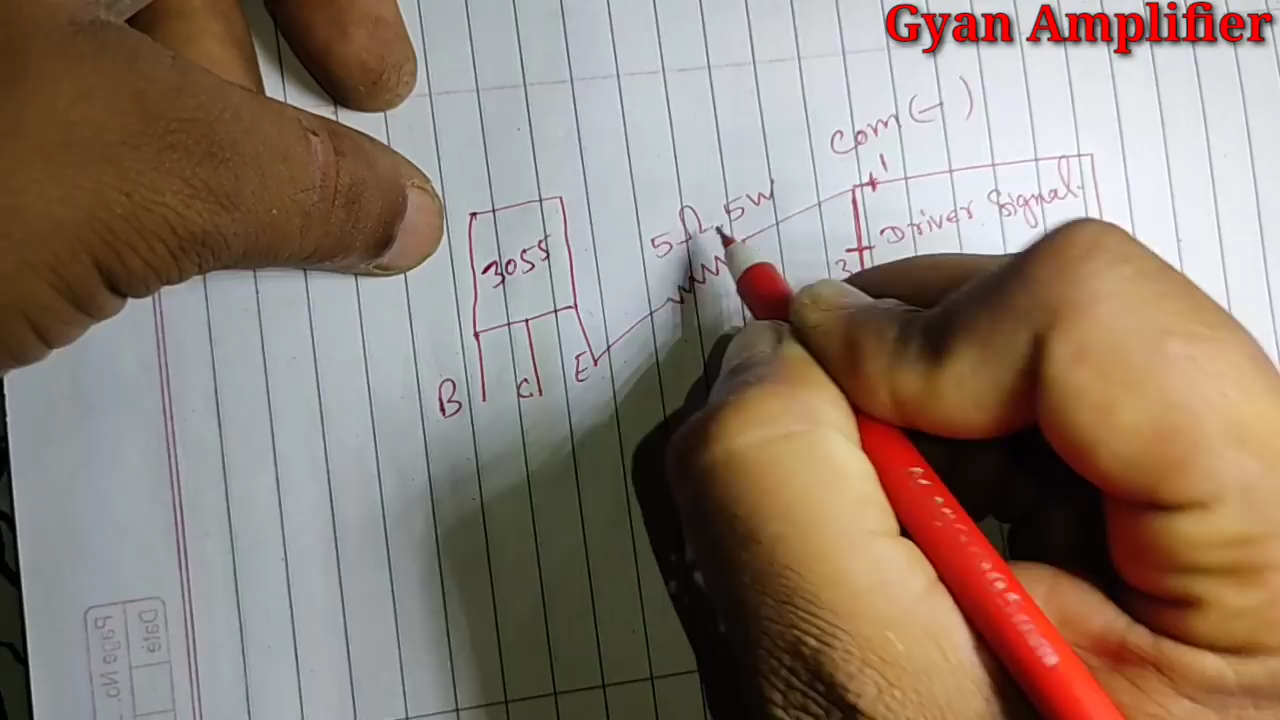 Gyan Amplifier
Com (-)
1
Driver Signal.
3
5Ω, 5W
3055
B C E
Date
Page No.